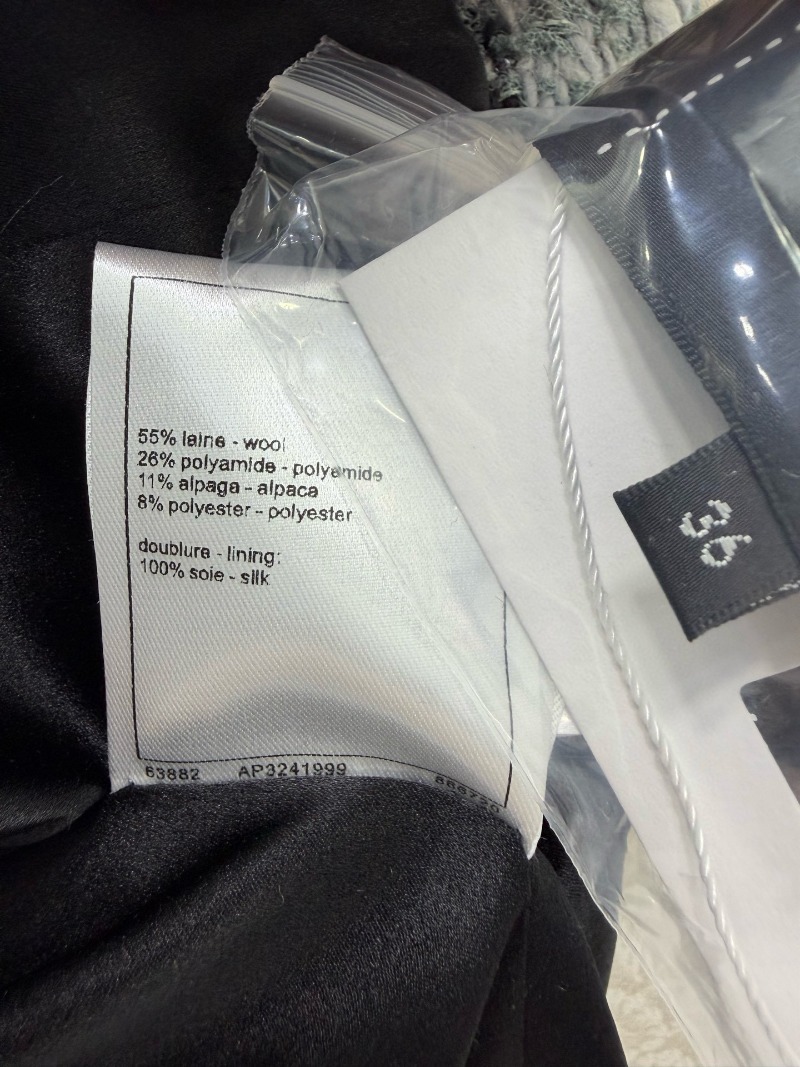 55% laine - wool
26% polyamide - polyamide
11% alpaga - alpaca
8% polyester - polyester
doublure - lining:
100% soie - silk
63882 AP3241999
36